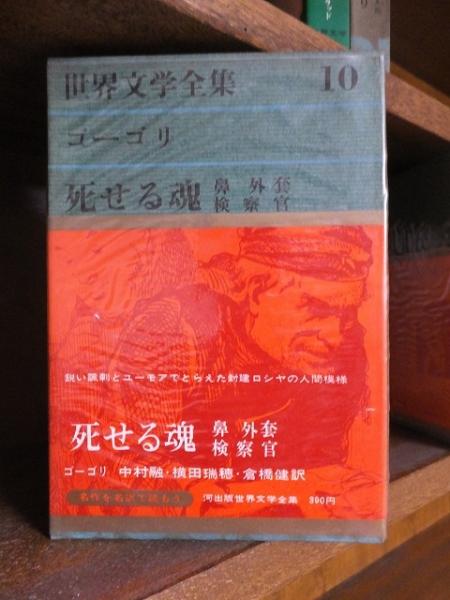 世界文学全集 10
ゴーゴリ
死せる魂 鼻 外套
検察官
鋭い諷刺とユーモアでとらえた封建ロシヤの人間模様
死せる魂 鼻 外套
検察官
ゴーゴリ 中村融・横田瑞穂・倉橋健訳
名作を名訳で読もう 河出版世界文学全集 390円